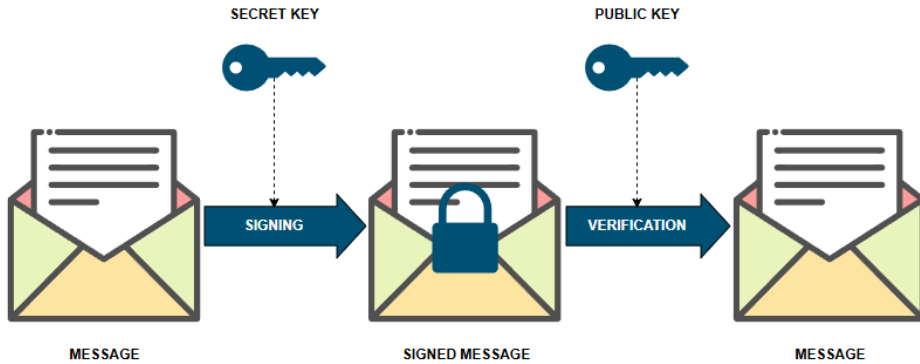 SECRET KEY
PUBLIC KEY
SIGNING
VERIFICATION
MESSAGE
SIGNED MESSAGE
MESSAGE